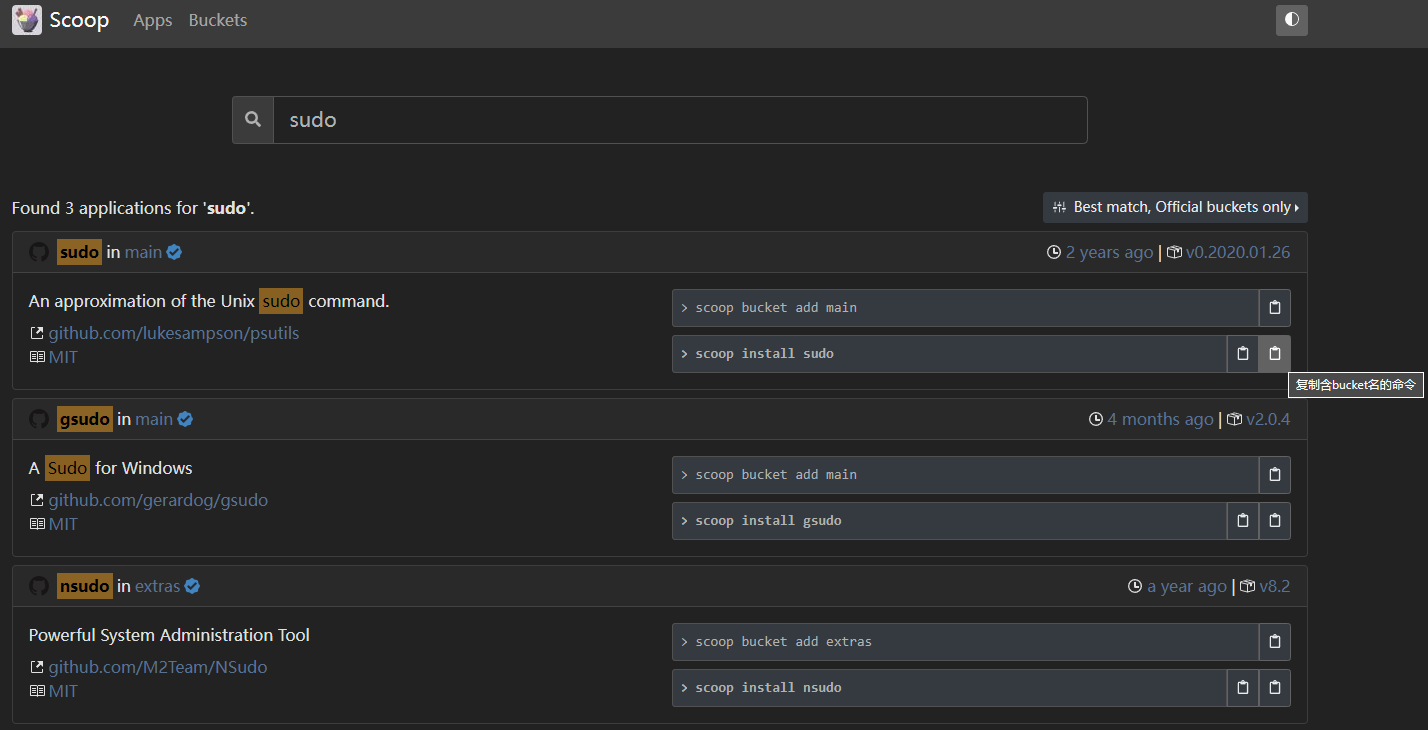 Scoop Apps Buckets
sudo
Found 3 applications for 'sudo'.
Best match, Official buckets only
sudo in main
2 years ago | v0.2020.01.26
An approximation of the Unix sudo command.
github.com/lukesampson/psutils
MIT
> scoop bucket add main
> scoop install sudo
复制含bucket名的命令
gsudo in main
4 months ago | v2.0.4
A Sudo for Windows
github.com/gerardog/gsudo
MIT
> scoop bucket add main
> scoop install gsudo
nsudo in extras
a year ago | v8.2
Powerful System Administration Tool
github.com/M2Team/NSudo
MIT
> scoop bucket add extras
> scoop install nsudo